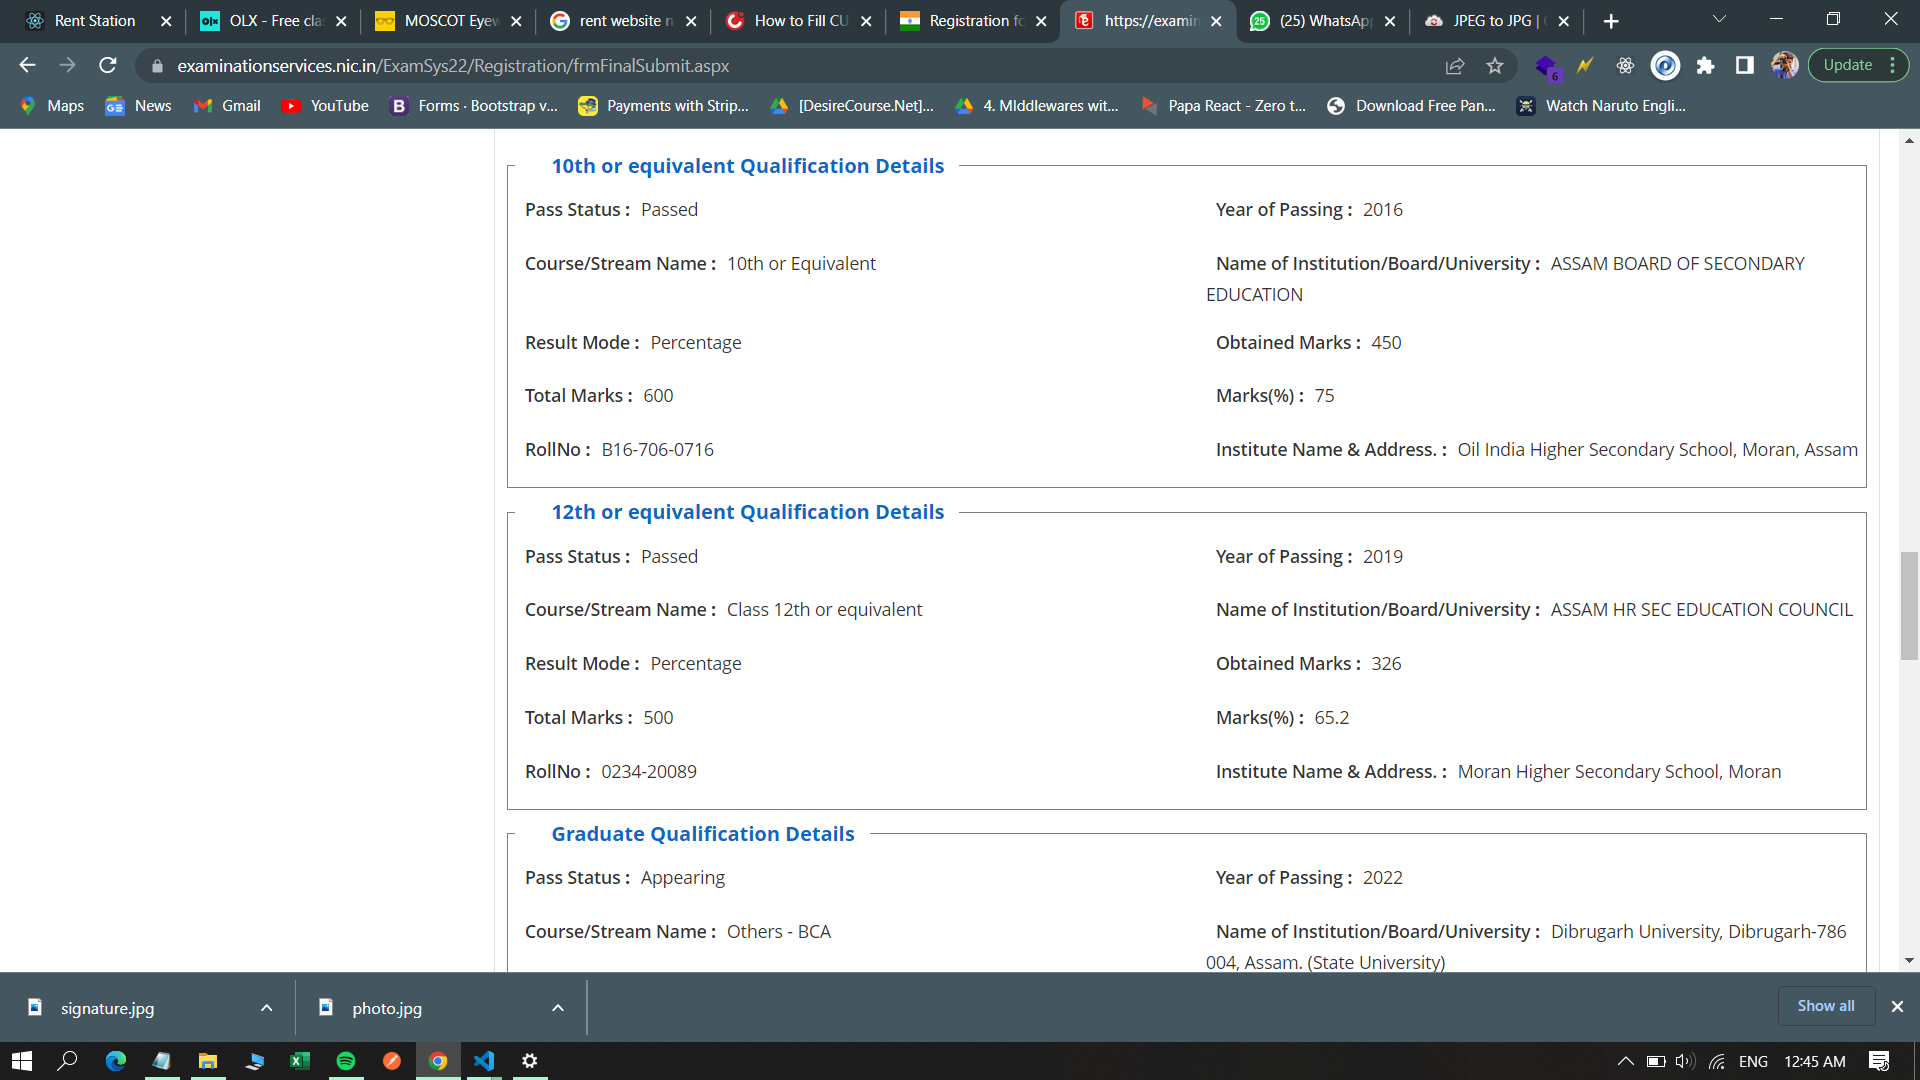 Rent Station
OLX - Free cla
MOSCOT Eyew
rent website n
How to Fill CU
Registration fo
https://examin
(25) WhatsApp
JPEG to JPG |
examinationservices.nic.in/ExamSys22/Registration/frmFinalSubmit.aspx
6
Update
Maps
News
Gmail
YouTube
Forms · Bootstrap v...
Payments with Strip...
[DesireCourse.Net]...
4. MIddlewares wit...
Papa React - Zero t...
Download Free Pan...
Watch Naruto Engli...
10th or equivalent Qualification Details
Pass Status : Passed
Year of Passing : 2016
Course/Stream Name : 10th or Equivalent
Name of Institution/Board/University : ASSAM BOARD OF SECONDARY
EDUCATION
Result Mode : Percentage
Obtained Marks : 450
Total Marks : 600
Marks(%) : 75
RollNo : B16-706-0716
Institute Name & Address. : Oil India Higher Secondary School, Moran, Assam
12th or equivalent Qualification Details
Pass Status : Passed
Year of Passing : 2019
Course/Stream Name : Class 12th or equivalent
Name of Institution/Board/University : ASSAM HR SEC EDUCATION COUNCIL
Result Mode : Percentage
Obtained Marks : 326
Total Marks : 500
Marks(%) : 65.2
RollNo : 0234-20089
Institute Name & Address. : Moran Higher Secondary School, Moran
Graduate Qualification Details
Pass Status : Appearing
Year of Passing : 2022
Course/Stream Name : Others - BCA
Name of Institution/Board/University : Dibrugarh University, Dibrugarh-786
004, Assam. (State University)
signature.jpg
photo.jpg
Show all
ENG
12:45 AM